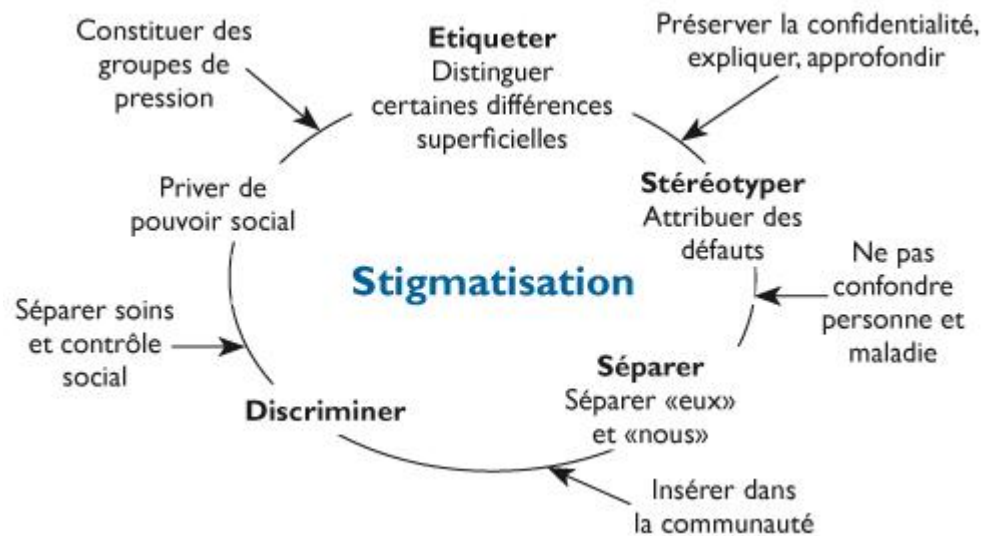 Constituer des
groupes de
pression
Etiqueter
Distinguer
certaines différences
superficielles
Préserver la confidentialité,
expliquer, approfondir
Stéréotyper
Attribuer des
défauts
Ne pas
confondre
personne et
maladie
Séparer
Séparer «eux»
et «nous»
Insérer dans
la communauté
Discriminer
Séparer soins
et contrôle
social
Priver de
pouvoir social
Stigmatisation